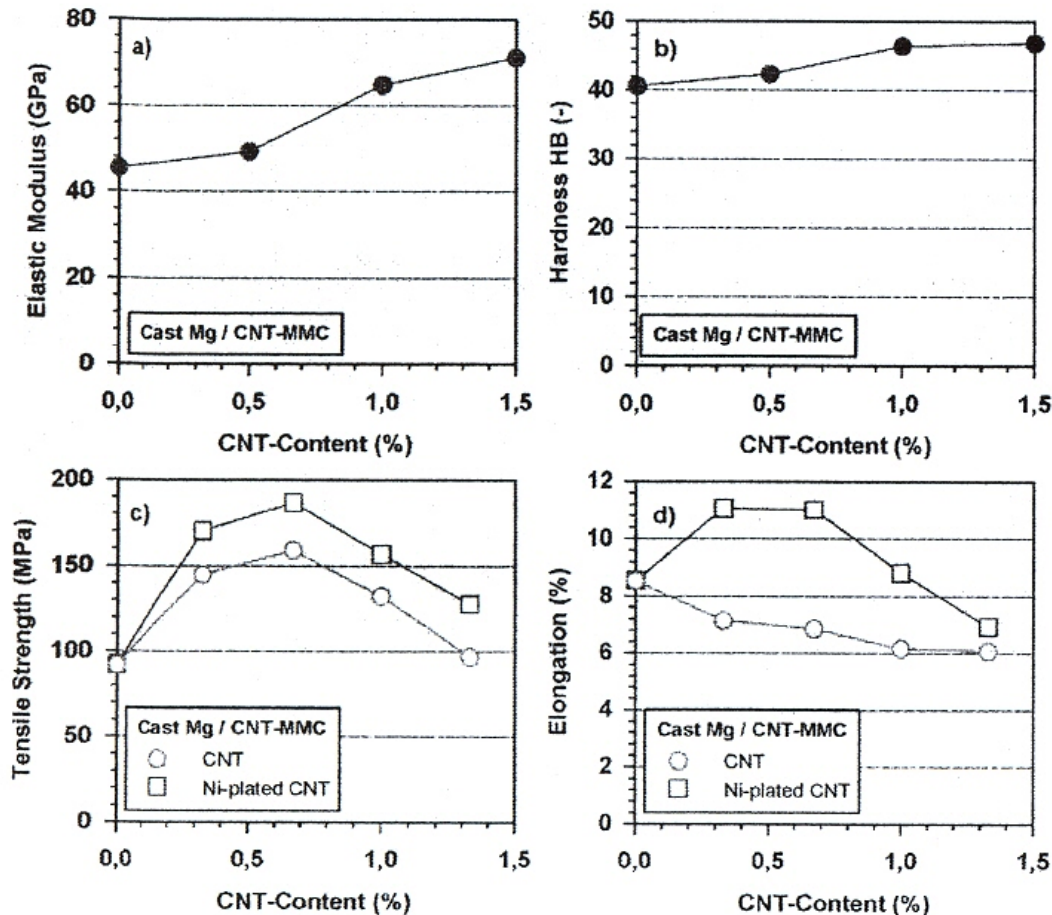 a)
80
60
40
20
0
Elastic Modulus (GPa)
Cast Mg / CNT-MMC
0,0 0,5 1,0 1,5
CNT-Content (%)
b)
50
40
30
20
10
0
Hardness HB (-)
Cast Mg / CNT-MMC
0,0 0,5 1,0 1,5
CNT-Content (%)
c)
200
150
100
50
0
Tensile Strength (MPa)
Cast Mg / CNT-MMC
CNT
Ni-plated CNT
0,0 0,5 1,0 1,5
CNT-Content (%)
d)
12
10
8
6
4
2
0
Elongation (%)
Cast Mg / CNT-MMC
CNT
Ni-plated CNT
0,0 0,5 1,0 1,5
CNT-Content (%)